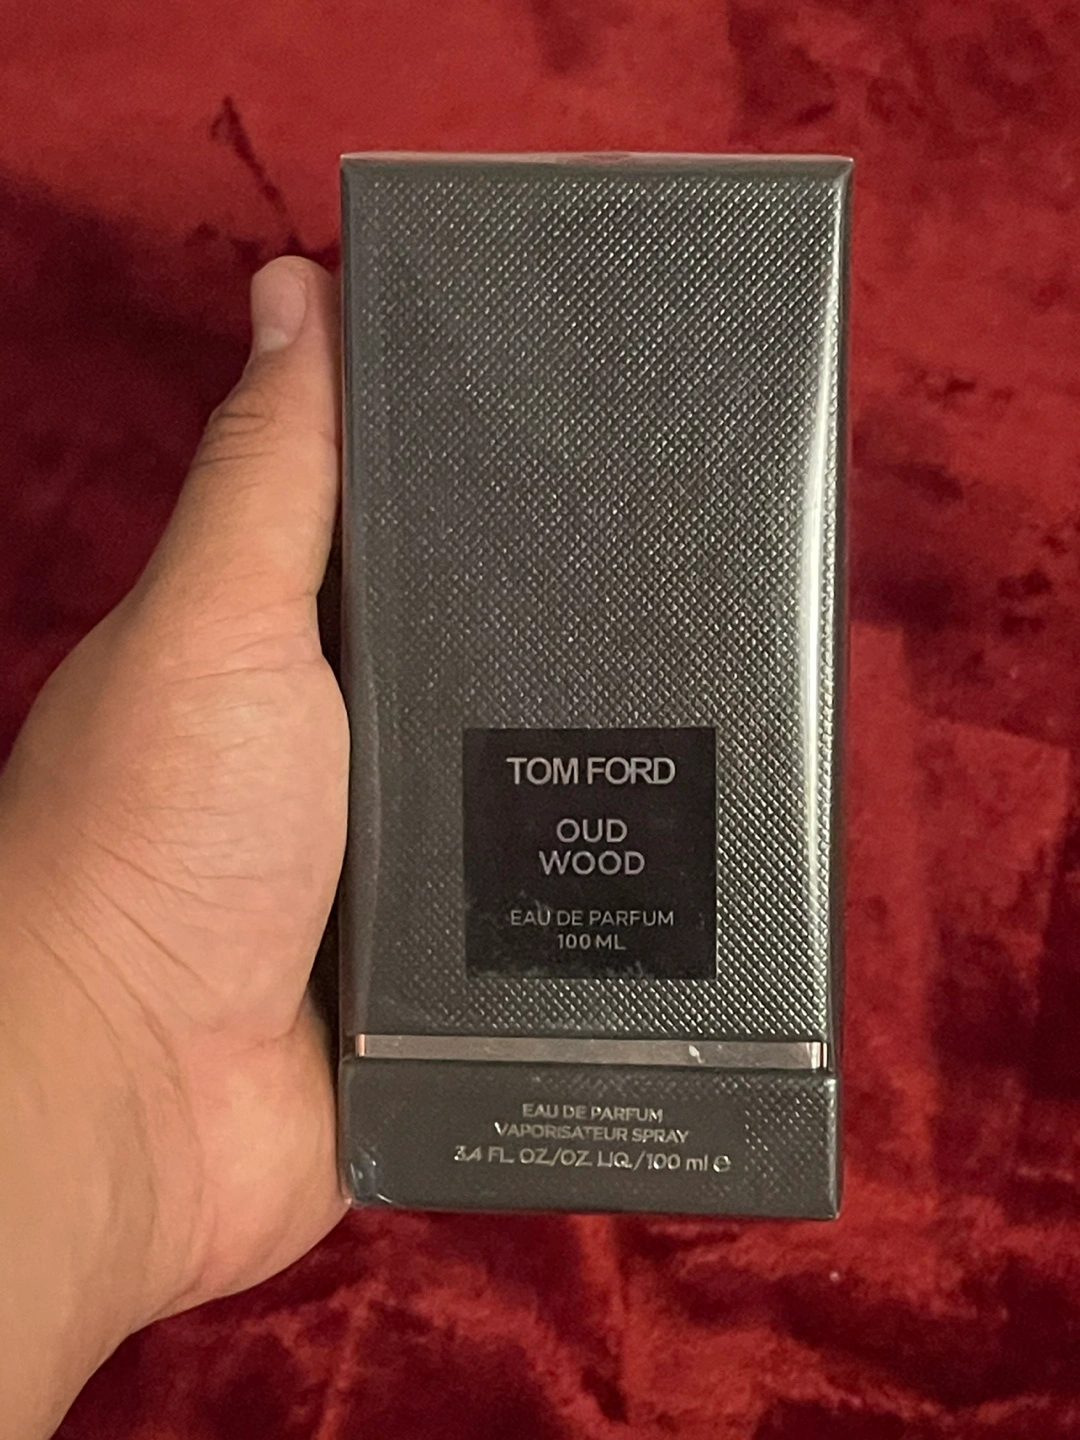 TOM FORD
OUD
WOOD
EAU DE PARFUM
100 ML
EAU DE PARFUM
VAPORISATEUR SPRAY
3.4 FL. OZ/OZ. LIQ./100 ml ℮